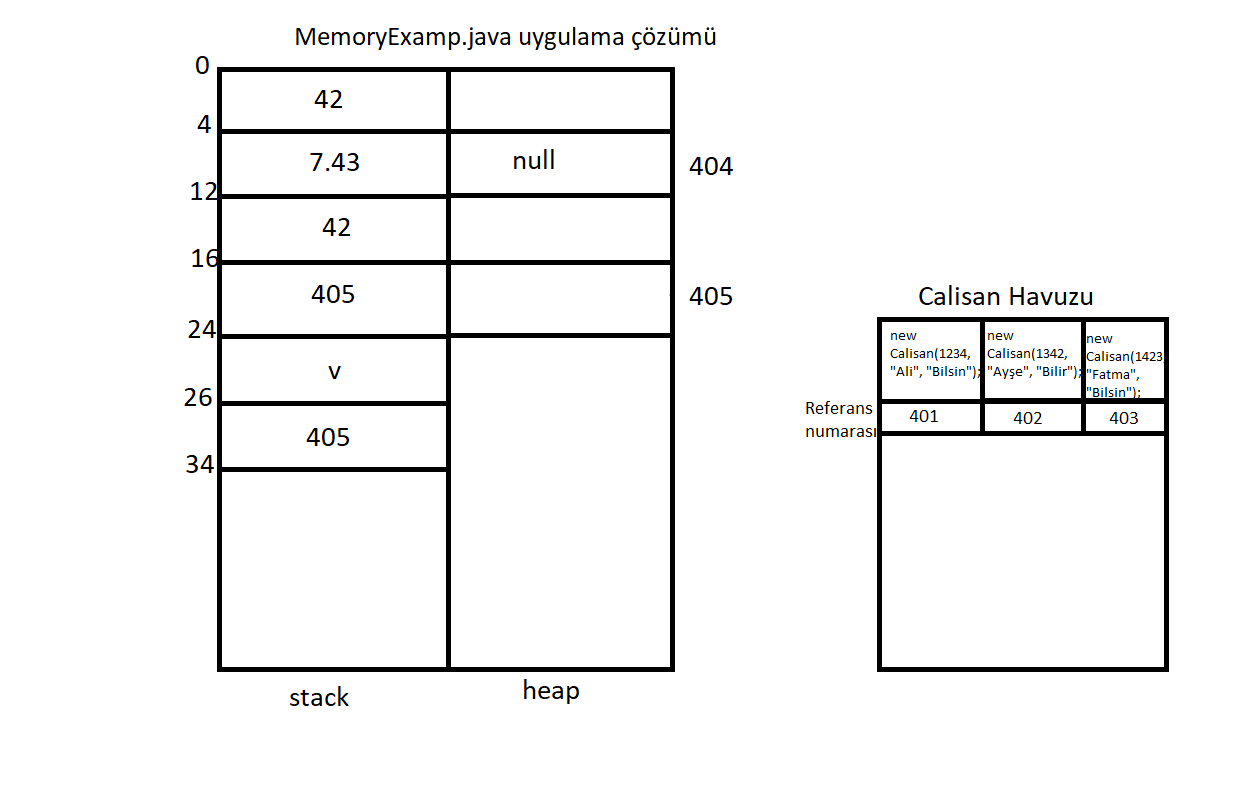 MemoryExamp.java uygulama çözümü
0
42
4
7.43
null
404
12
42
16
405
405
24
v
26
405
34
stack
heap
Calisan Havuzu
new
Calisan(1234,
"Ali", "Bilsin");
new
Calisan(1342,
"Ayşe", "Bilir");
new
Calisan(1423,
"Fatma",
"Bilsin");
Referans
numarası
401
402
403